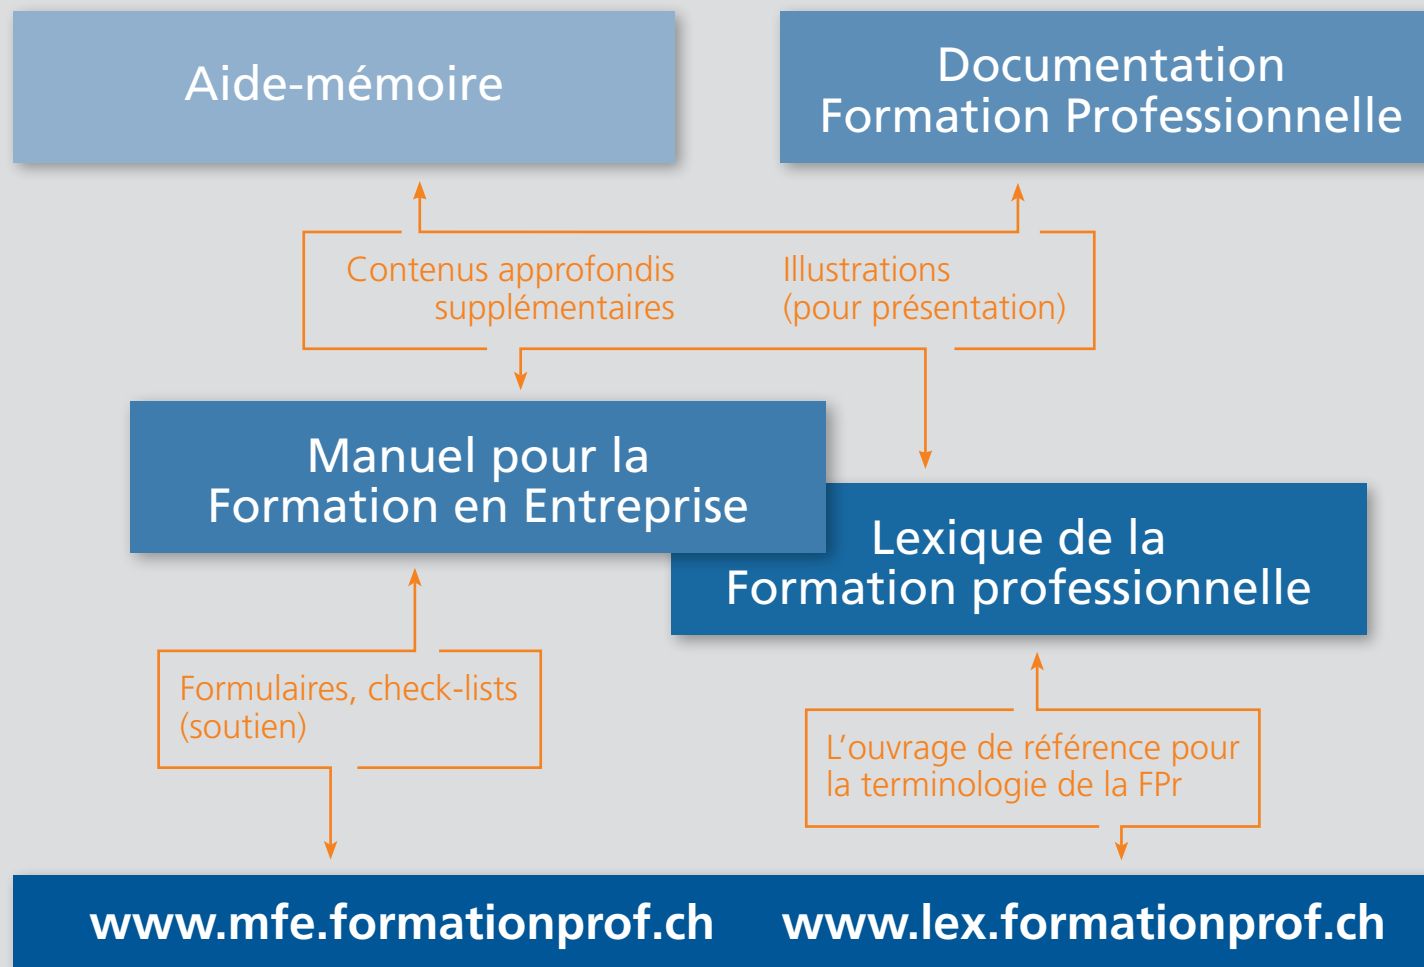 Aide-mémoire
Documentation
Formation Professionnelle
Contenus approfondis
supplémentaires
Illustrations
(pour présentation)
Manuel pour la
Formation en Entreprise
Lexique de la
Formation professionnelle
Formulaires, check-lists
(soutien)
L’ouvrage de référence pour
la terminologie de la FPr
www.mfe.formationprof.ch
www.lex.formationprof.ch